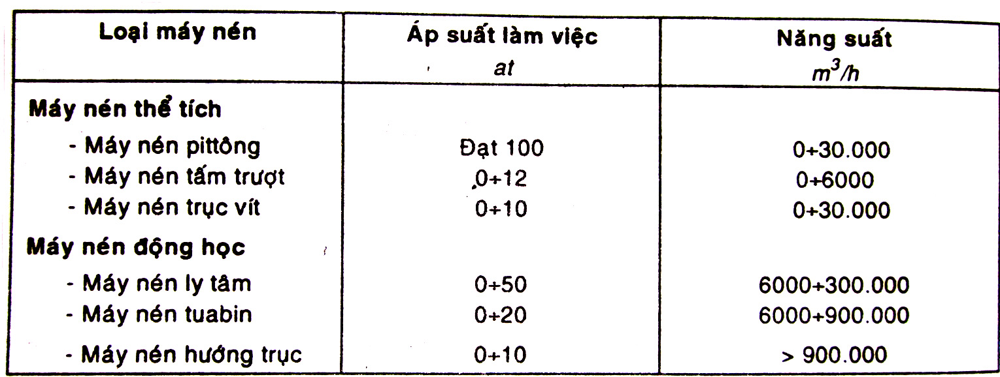 Loại máy nén Áp suất làm việc Năng suất
at m³/h
Máy nén thể tích
- Máy nén pittông Đạt 100 0÷30.000
- Máy nén tấm trượt 0÷12 0÷6000
- Máy nén trục vít 0÷10 0÷30.000
Máy nén động học
- Máy nén ly tâm 0÷50 6000÷300.000
- Máy nén tuabin 0÷20 6000÷900.000
- Máy nén hướng trục 0÷10 > 900.000